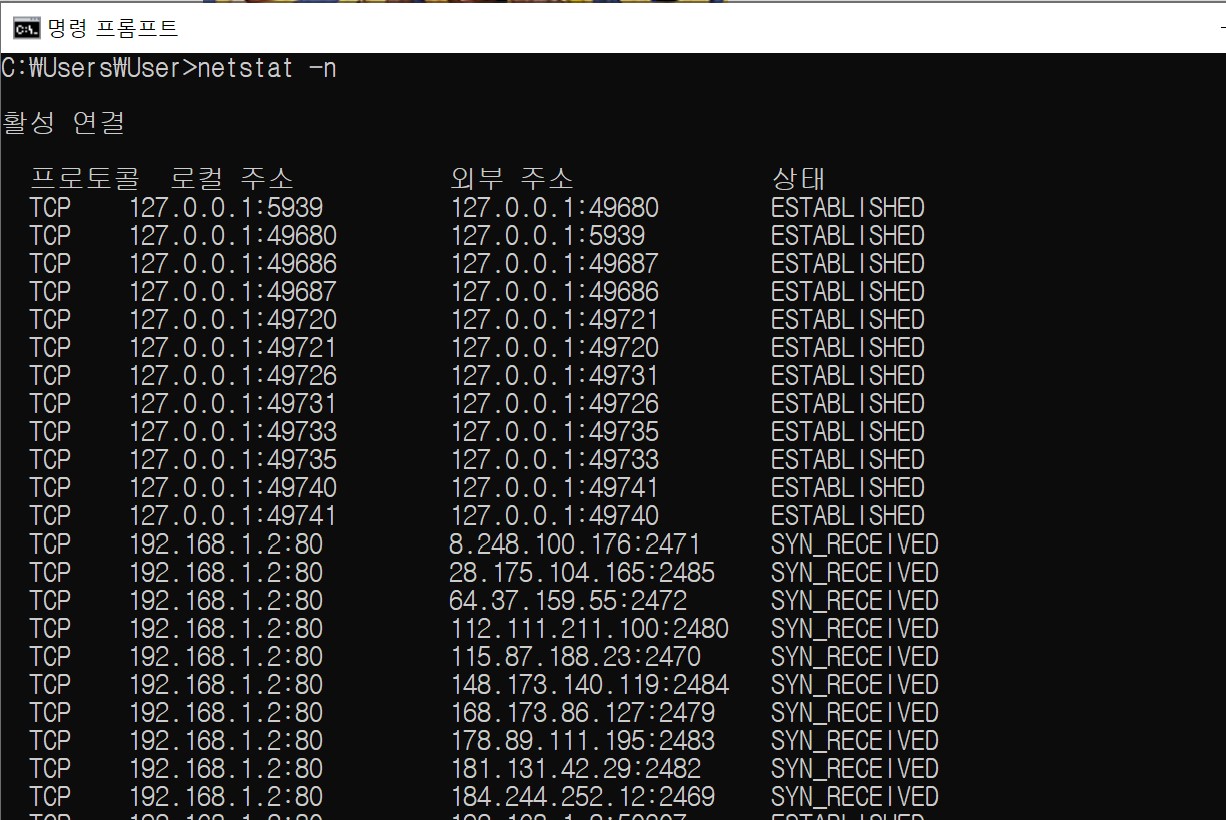 명령 프롬프트
C:₩Users₩User>netstat -n
활성 연결
프로토콜 로컬 주소 외부 주소 상태
TCP 127.0.0.1:5939 127.0.0.1:49680 ESTABLISHED
TCP 127.0.0.1:49680 127.0.0.1:5939 ESTABLISHED
TCP 127.0.0.1:49686 127.0.0.1:49687 ESTABLISHED
TCP 127.0.0.1:49687 127.0.0.1:49686 ESTABLISHED
TCP 127.0.0.1:49720 127.0.0.1:49721 ESTABLISHED
TCP 127.0.0.1:49721 127.0.0.1:49720 ESTABLISHED
TCP 127.0.0.1:49726 127.0.0.1:49731 ESTABLISHED
TCP 127.0.0.1:49731 127.0.0.1:49726 ESTABLISHED
TCP 127.0.0.1:49733 127.0.0.1:49735 ESTABLISHED
TCP 127.0.0.1:49735 127.0.0.1:49733 ESTABLISHED
TCP 127.0.0.1:49740 127.0.0.1:49741 ESTABLISHED
TCP 127.0.0.1:49741 127.0.0.1:49740 ESTABLISHED
TCP 192.168.1.2:80 8.248.100.176:2471 SYN_RECEIVED
TCP 192.168.1.2:80 28.175.104.165:2485 SYN_RECEIVED
TCP 192.168.1.2:80 64.37.159.55:2472 SYN_RECEIVED
TCP 192.168.1.2:80 112.111.211.100:2480 SYN_RECEIVED
TCP 192.168.1.2:80 115.87.188.23:2470 SYN_RECEIVED
TCP 192.168.1.2:80 148.173.140.119:2484 SYN_RECEIVED
TCP 192.168.1.2:80 168.173.86.127:2479 SYN_RECEIVED
TCP 192.168.1.2:80 178.89.111.195:2483 SYN_RECEIVED
TCP 192.168.1.2:80 181.131.42.29:2482 SYN_RECEIVED
TCP 192.168.1.2:80 184.244.252.12:2469 SYN_RECEIVED